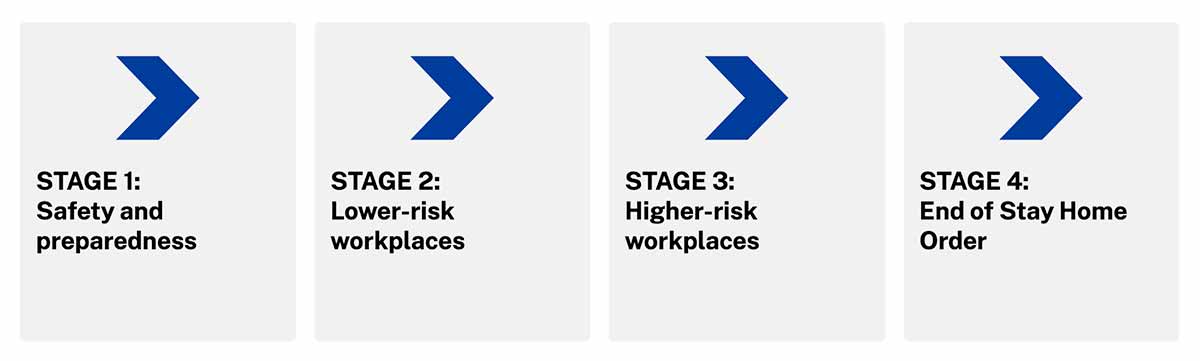 STAGE 1:
Safety and
preparedness
STAGE 2:
Lower-risk
workplaces
STAGE 3:
Higher-risk
workplaces
STAGE 4:
End of Stay Home
Order